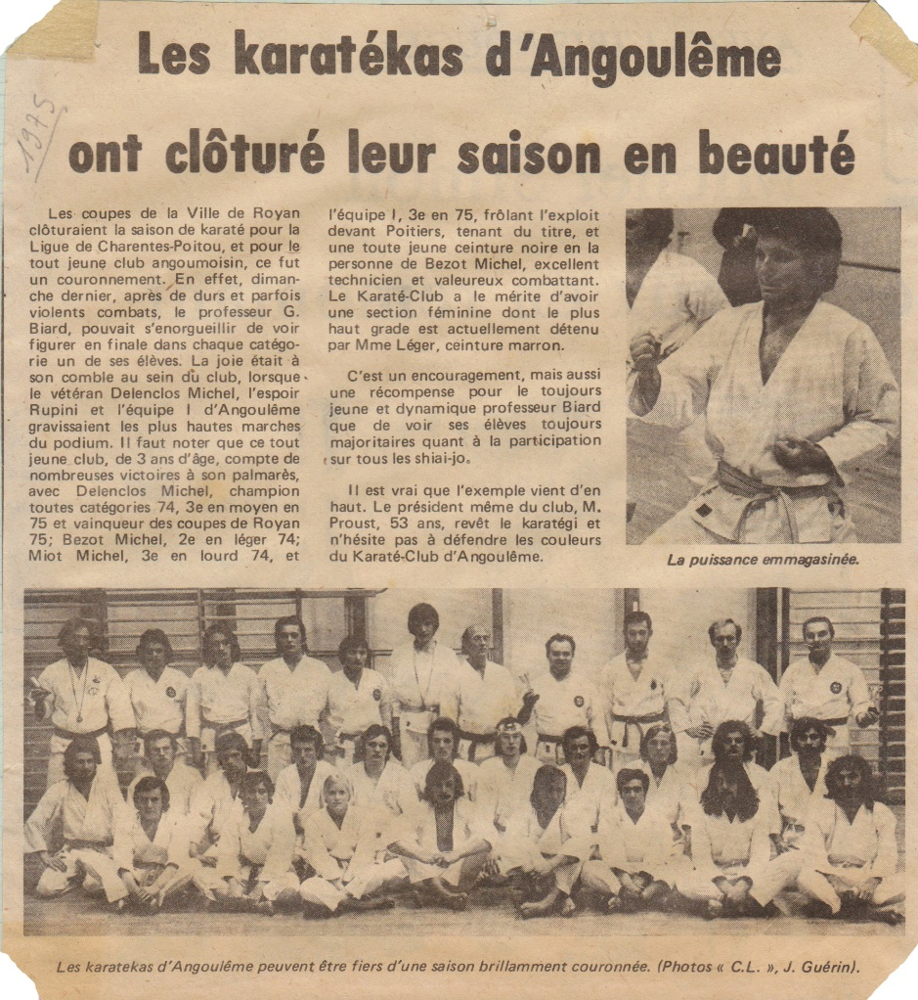 Les karatékas d'Angoulême
1975
ont clôturé leur saison en beauté
Les coupes de la Ville de Royan
clôturaient la saison de karaté pour la
Ligue de Charentes-Poitou, et pour le
tout jeune club angoumoisin, ce fut
un couronnement. En effet, diman-
che dernier, après de durs et parfois
violents combats, le professeur G.
Biard, pouvait s'enorgueillir de voir
figurer en finale dans chaque catégo-
rie un de ses élèves. La joie était à
son comble au sein du club, lorsque
le vétéran Delenclos Michel, l'espoir
Rupini et l'équipe I d'Angoulême
gravissaient les plus hautes marches
du podium. Il faut noter que ce tout
jeune club, de 3 ans d'âge, compte de
nombreuses victoires à son palmarès,
avec Delenclos Michel, champion
toutes catégories 74, 3e en moyen en
75 et vainqueur des coupes de Royan
75; Bezot Michel, 2e en léger 74;
Miot Michel, 3e en lourd 74, et
l'équipe I, 3e en 75, frôlant l'exploit
devant Poitiers, tenant du titre, et
une toute jeune ceinture noire en la
personne de Bezot Michel, excellent
technicien et valeureux combattant.
Le Karaté-Club a le mérite d'avoir
une section féminine dont le plus
haut grade est actuellement détenu
par Mme Léger, ceinture marron.
C'est un encouragement, mais aussi
une récompense pour le toujours
jeune et dynamique professeur Biard
que de voir ses élèves toujours
majoritaires quant à la participation
sur tous les shiai-jo.
Il est vrai que l'exemple vient d'en
haut. Le président même du club, M.
Proust, 53 ans, revêt le karatégi et
n'hésite pas à défendre les couleurs
du Karaté-Club d'Angoulême.
La puissance emmagasinée.
Les karatekas d'Angoulême peuvent être fiers d'une saison brillamment couronnée. (Photos « C.L. », J. Guérin).